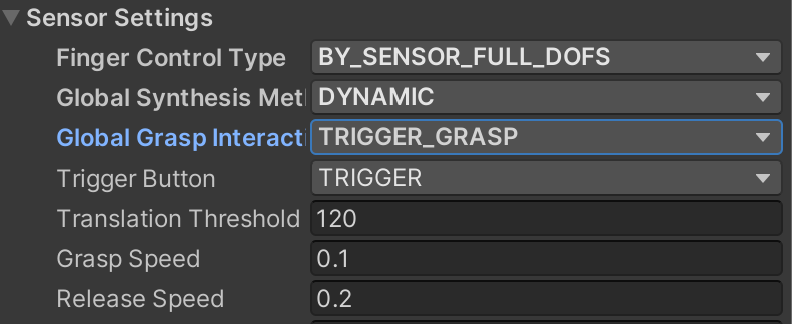 Sensor Settings
Finger Control Type BY_SENSOR_FULL_DOFS
Global Synthesis Met DYNAMIC
Global Grasp Interacti TRIGGER_GRASP
Trigger Button TRIGGER
Translation Threshold 120
Grasp Speed 0.1
Release Speed 0.2